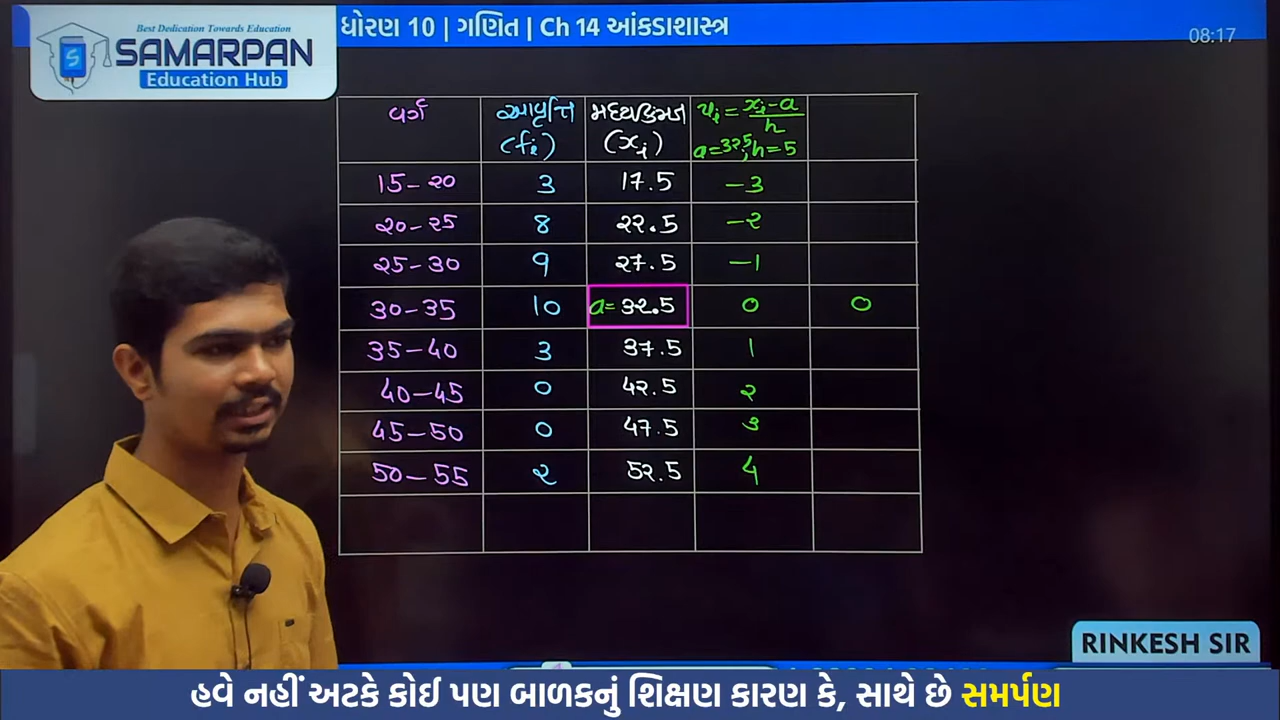 Best Dedication Towards Education
SAMARPAN
Education Hub
ધોરણ 10 | ગણિત | Ch 14 આંકડાશાસ્ત્ર
08:17
વર્ગ આવૃત્તિ (fᵢ) મધ્યકિંમત (xᵢ) uᵢ = xᵢ-a / h
a=32.5, h=5
15-20 3 17.5 -3
20-25 8 22.5 -2
25-30 9 27.5 -1
30-35 10 a= 32.5 0 0
35-40 3 37.5 1
40-45 0 42.5 2
45-50 0 47.5 3
50-55 2 52.5 4
RINKESH SIR
હવે નહીં અટકે કોઈ પણ બાળકનું શિક્ષણ કારણ કે, સાથે છે સમર્પણ